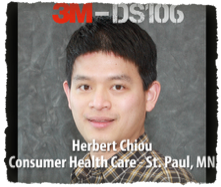 3M-DS106
Herbert Chiou
Consumer Health Care - St. Paul, MN